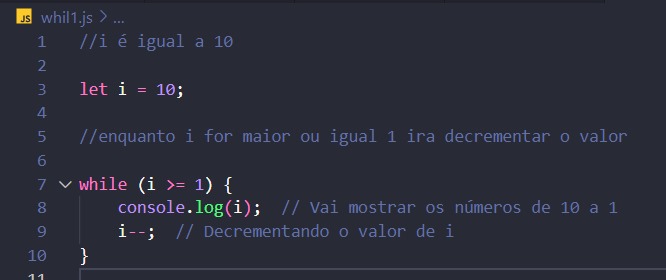 JS whil1.js > ...
1 //i é igual a 10
2
3 let i = 10;
4
5 //enquanto i for maior ou igual 1 ira decrementar o valor
6
7 while (i >= 1) {
8 console.log(i); // Vai mostrar os números de 10 a 1
9 i--; // Decrementando o valor de i
10 }
11